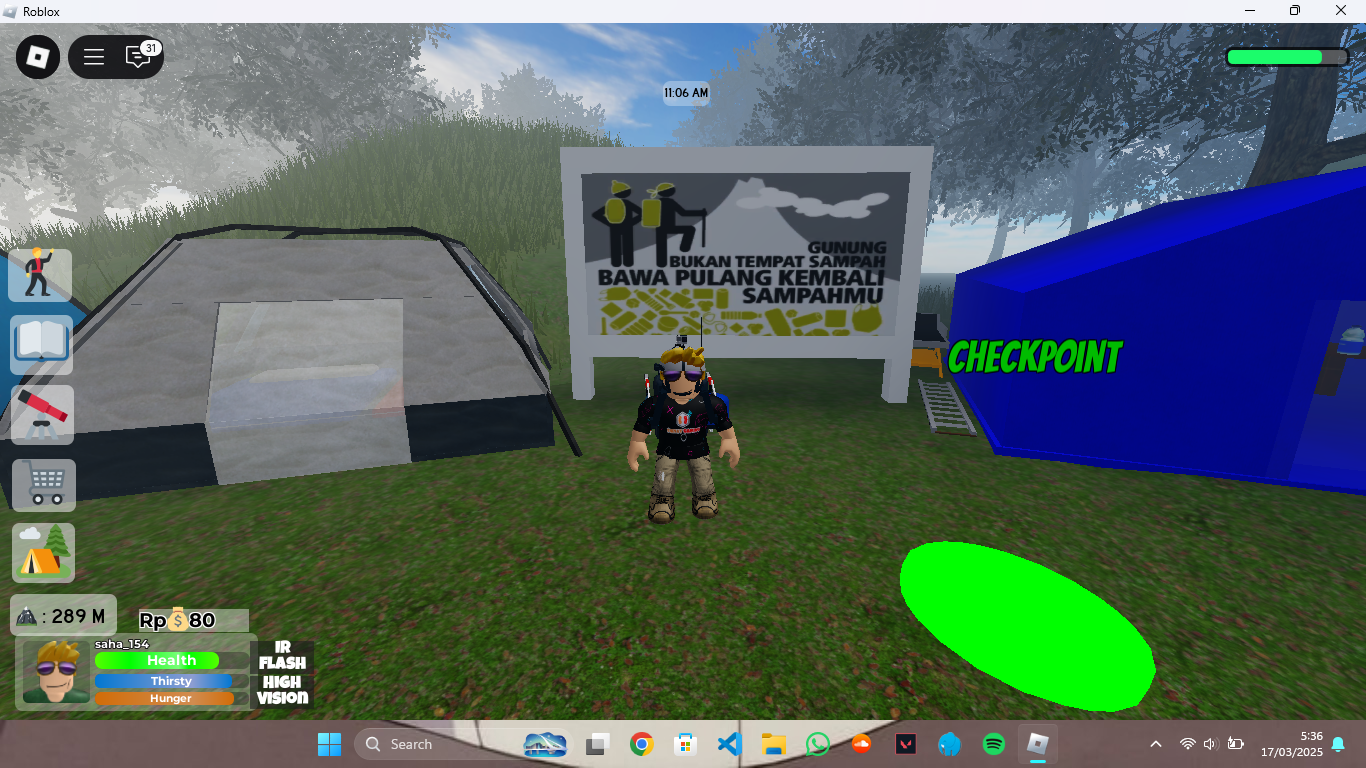 Roblox
31
11:06 AM
GUNUNG
BUKAN TEMPAT SAMPAH
BAWA PULANG KEMBALI
SAMPAHMU
CHECKPOINT
: 289 M
Rp 80
saha_154
Health
Thirsty
Hunger
IR
FLASH
HIGH
VISION
Search
5:36
17/03/2025